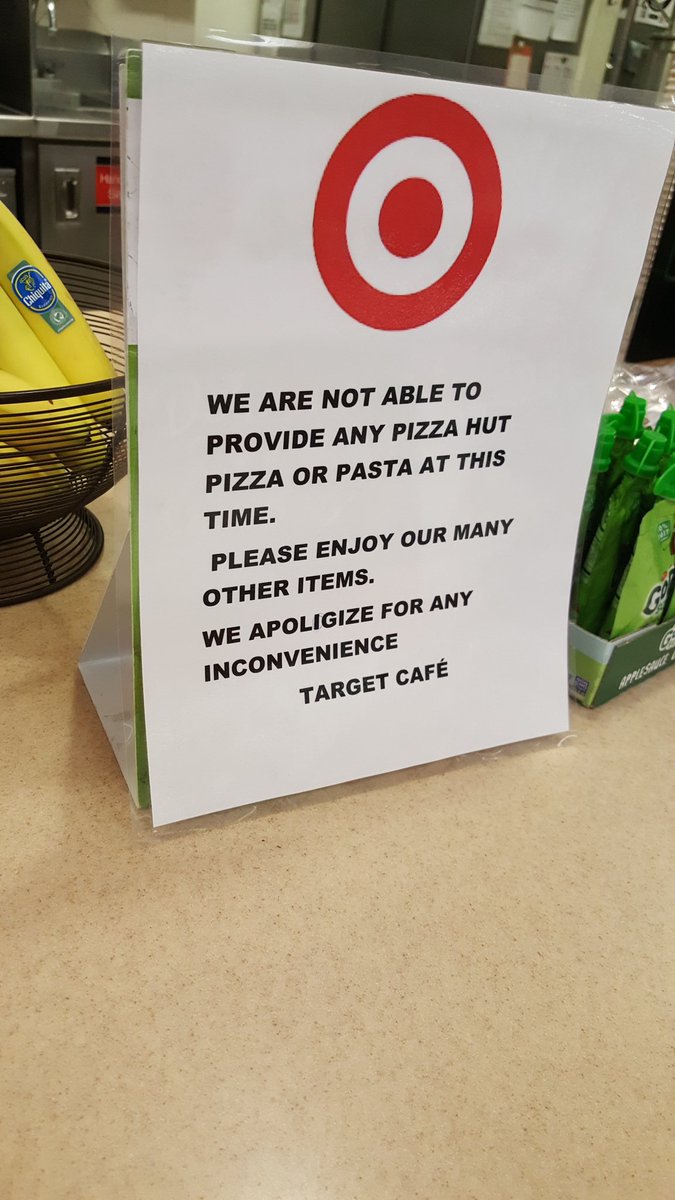 Chiquita
WE ARE NOT ABLE TO
PROVIDE ANY PIZZA HUT
PIZZA OR PASTA AT THIS
TIME.
PLEASE ENJOY OUR MANY
OTHER ITEMS.
WE APOLIGIZE FOR ANY
INCONVENIENCE
TARGET CAFÉ
APPLESAUCE